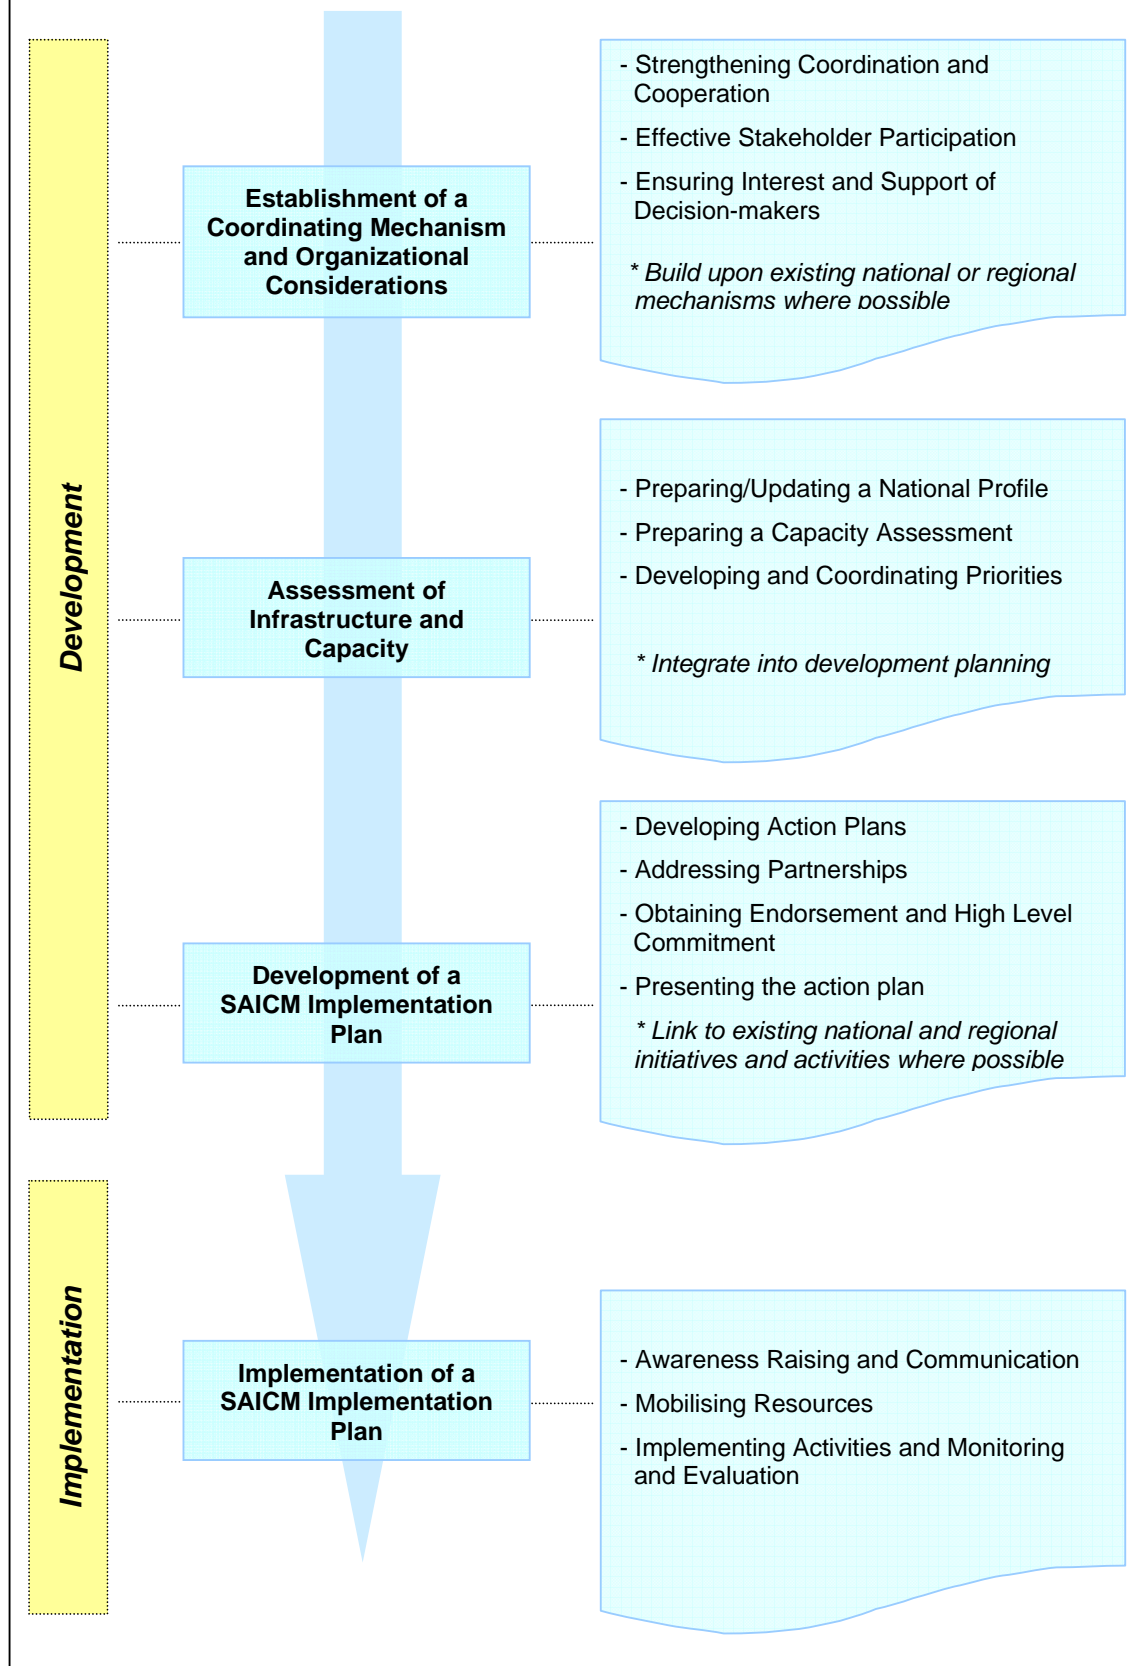 Development
Establishment of a
Coordinating Mechanism
and Organizational
Considerations
- Strengthening Coordination and
Cooperation
- Effective Stakeholder Participation
- Ensuring Interest and Support of
Decision-makers
* Build upon existing national or regional
mechanisms where possible
Assessment of
Infrastructure and
Capacity
- Preparing/Updating a National Profile
- Preparing a Capacity Assessment
- Developing and Coordinating Priorities
* Integrate into development planning
Development of a
SAICM Implementation
Plan
- Developing Action Plans
- Addressing Partnerships
- Obtaining Endorsement and High Level
Commitment
- Presenting the action plan
* Link to existing national and regional
initiatives and activities where possible
Implementation
Implementation of a
SAICM Implementation
Plan
- Awareness Raising and Communication
- Mobilising Resources
- Implementing Activities and Monitoring
and Evaluation